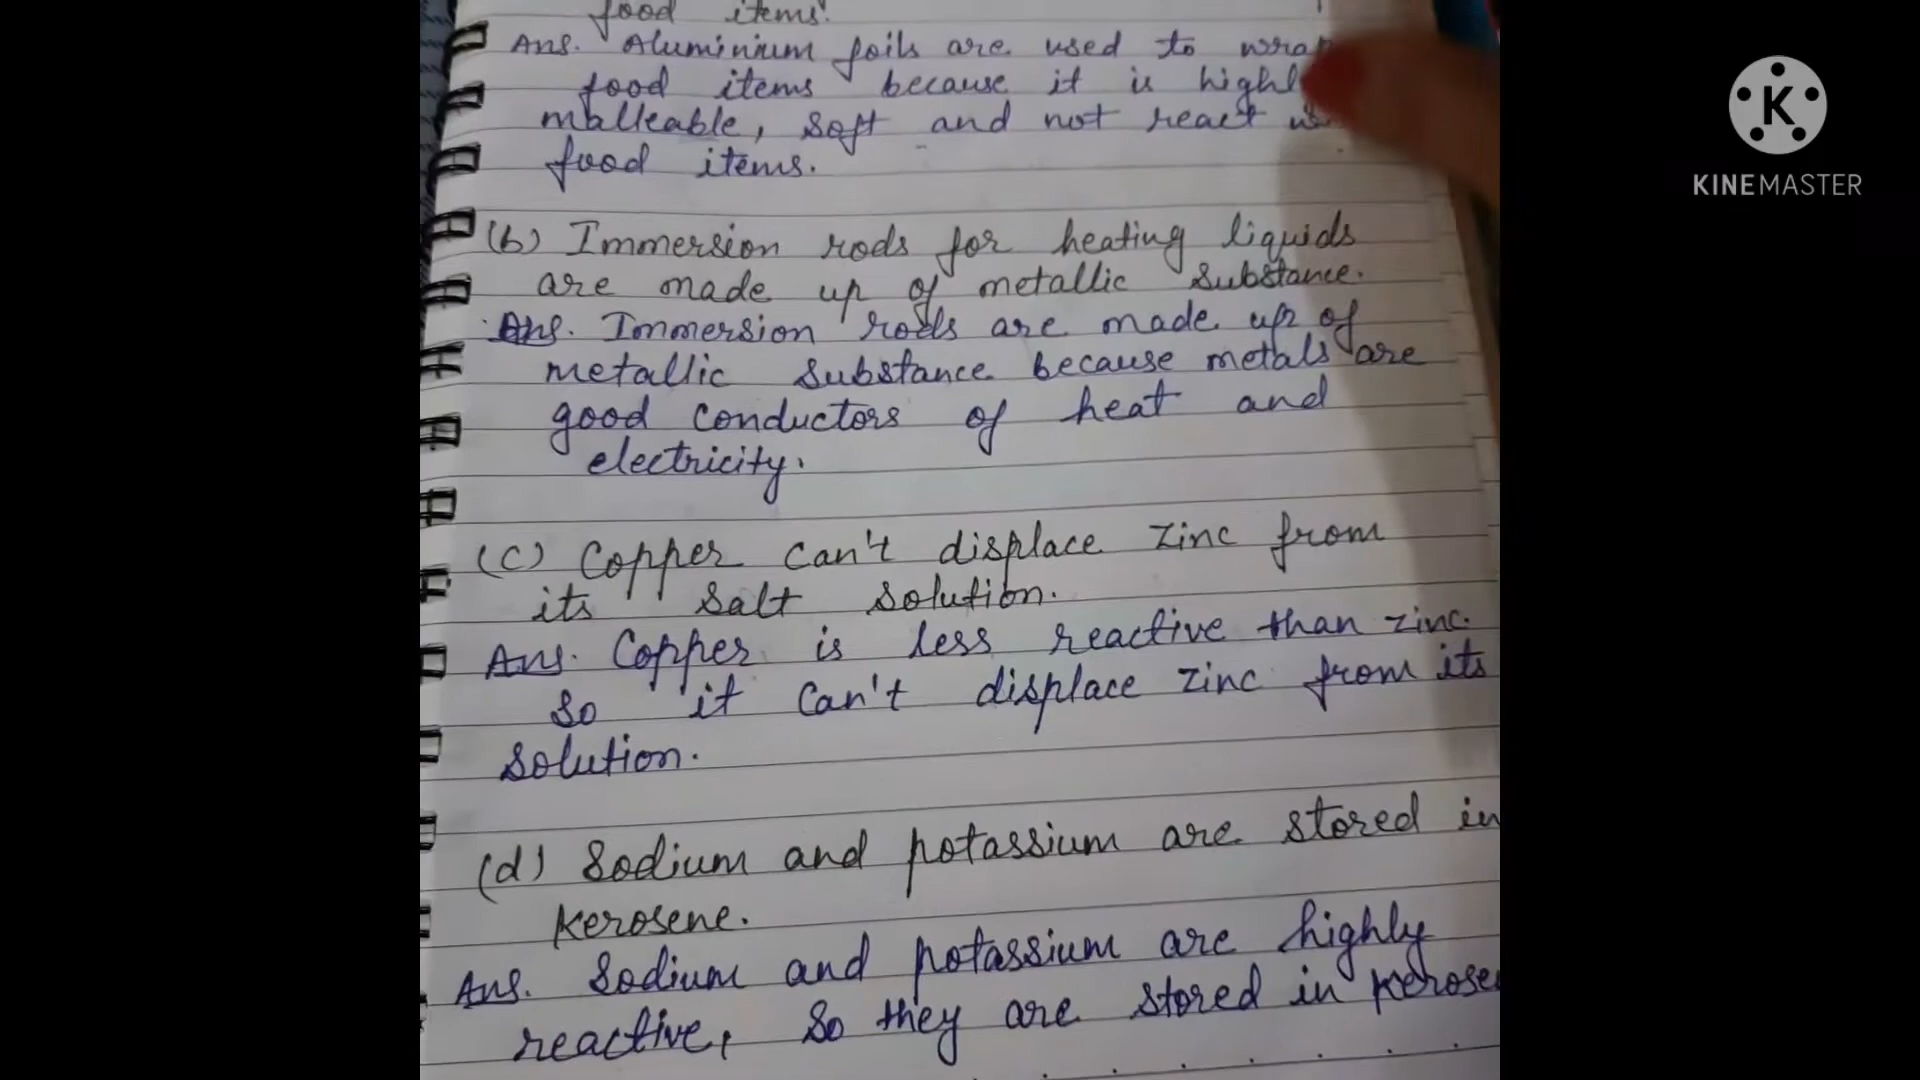 food items.
Ans. Aluminium foils are used to wrap
food items because it is highl
malleable, soft and not react
food items.
(b) Immersion rods for heating liquids
are made up of metallic substance.
Ans. Immersion rods are made up of
metallic substance because metals are
good conductors of heat and
electricity.
(c) Copper can't displace zinc from
its salt solution.
Ans. Copper is less reactive than zinc.
So it can't displace zinc from its
solution.
(d) Sodium and potassium are stored in
kerosene.
Ans. Sodium and potassium are highly
reactive, so they are stored in kerose
KINEMASTER